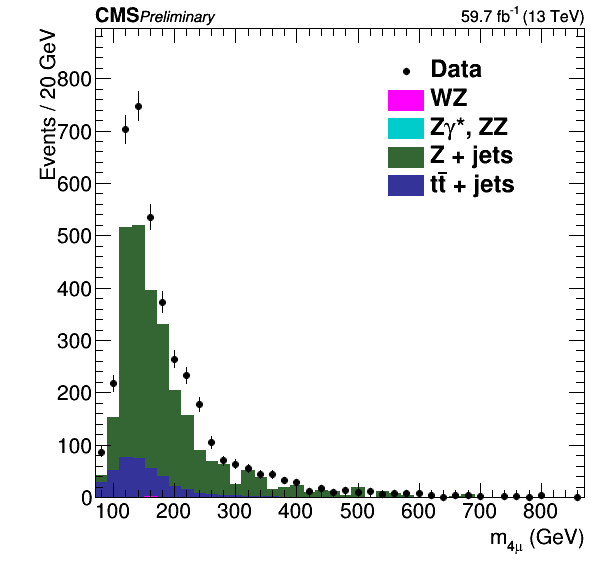 CMS Preliminary 59.7 fb⁻¹ (13 TeV)
Events / 20 GeV
800
700
600
500
400
300
200
100
0
Data
WZ
Zγ*, ZZ
Z + jets
tt̄ + jets
100 200 300 400 500 600 700 800
m₄μ (GeV)